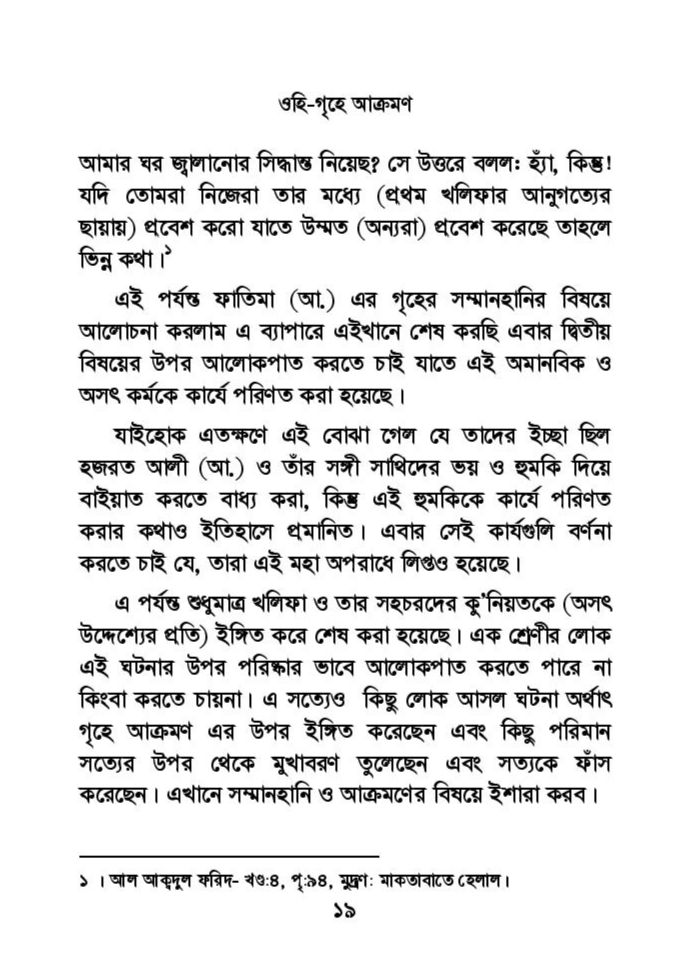 ওহি-গৃহে আক্রমণ
আমার ঘর জ্বালানোর সিদ্ধান্ত নিয়েছ? সে উত্তরে বলল: হ্যাঁ, কিন্তু!
যদি তোমরা নিজেরা তার মধ্যে (প্রথম খলিফার আনুগত্যের
ছায়ায়) প্রবেশ করো যাতে উম্মত (অন্যরা) প্রবেশ করেছে তাহলে
ভিন্ন কথা।১
এই পর্যন্ত ফাতিমা (আ.) এর গৃহের সম্মানহানির বিষয়ে
আলোচনা করলাম এ ব্যাপারে এইখানে শেষ করছি এবার দ্বিতীয়
বিষয়ের উপর আলোকপাত করতে চাই যাতে এই অমানবিক ও
অসৎ কর্মকে কার্যে পরিণত করা হয়েছে।
যাইহোক এতক্ষণে এই বোঝা গেল যে তাদের ইচ্ছা ছিল
হজরত আলী (আ.) ও তাঁর সঙ্গী সাথিদের ভয় ও হুমকি দিয়ে
বাইয়াত করতে বাধ্য করা, কিন্তু এই হুমকিকে কার্যে পরিণত
করার কথাও ইতিহাসে প্রমানিত। এবার সেই কার্যগুলি বর্ণনা
করতে চাই যে, তারা এই মহা অপরাধে লিপ্তও হয়েছে।
এ পর্যন্ত শুধুমাত্র খলিফা ও তার সহচরদের কু'নিয়তকে (অসৎ
উদ্দেশ্যের প্রতি) ইঙ্গিত করে শেষ করা হয়েছে। এক শ্রেণীর লোক
এই ঘটনার উপর পরিষ্কার ভাবে আলোকপাত করতে পারে না
কিংবা করতে চায়না। এ সত্যেও কিছু লোক আসল ঘটনা অর্থাৎ
গৃহে আক্রমণ এর উপর ইঙ্গিত করেছেন এবং কিছু পরিমান
সত্যের উপর থেকে মুখাবরণ তুলেছেন এবং সত্যকে ফাঁস
করেছেন। এখানে সম্মানহানি ও আক্রমণের বিষয়ে ইশারা করব।
১ । আল আক্বদুল ফরিদ- খণ্ড:৪, পৃ:৯৪, মুদ্রণ: মাকতাবাতে হেলাল।
১৯